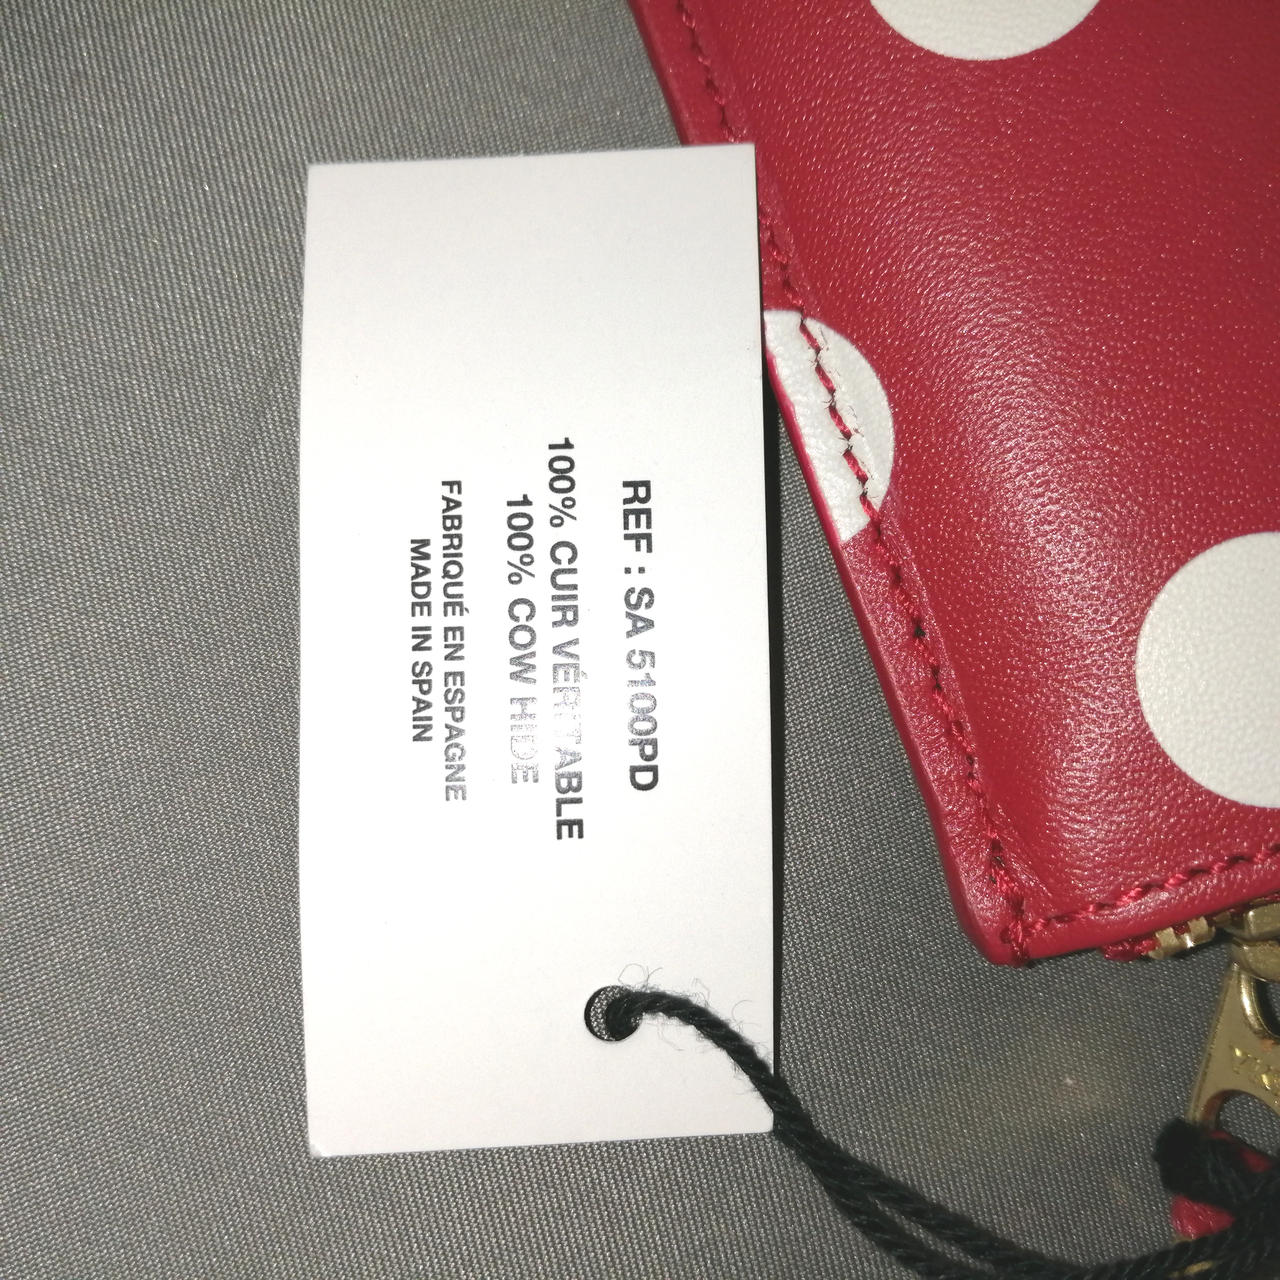 REF : SA 5100PD
100% CUIR VÉRITABLE
100% COW HIDE
FABRIQUÉ EN ESPAGNE
MADE IN SPAIN